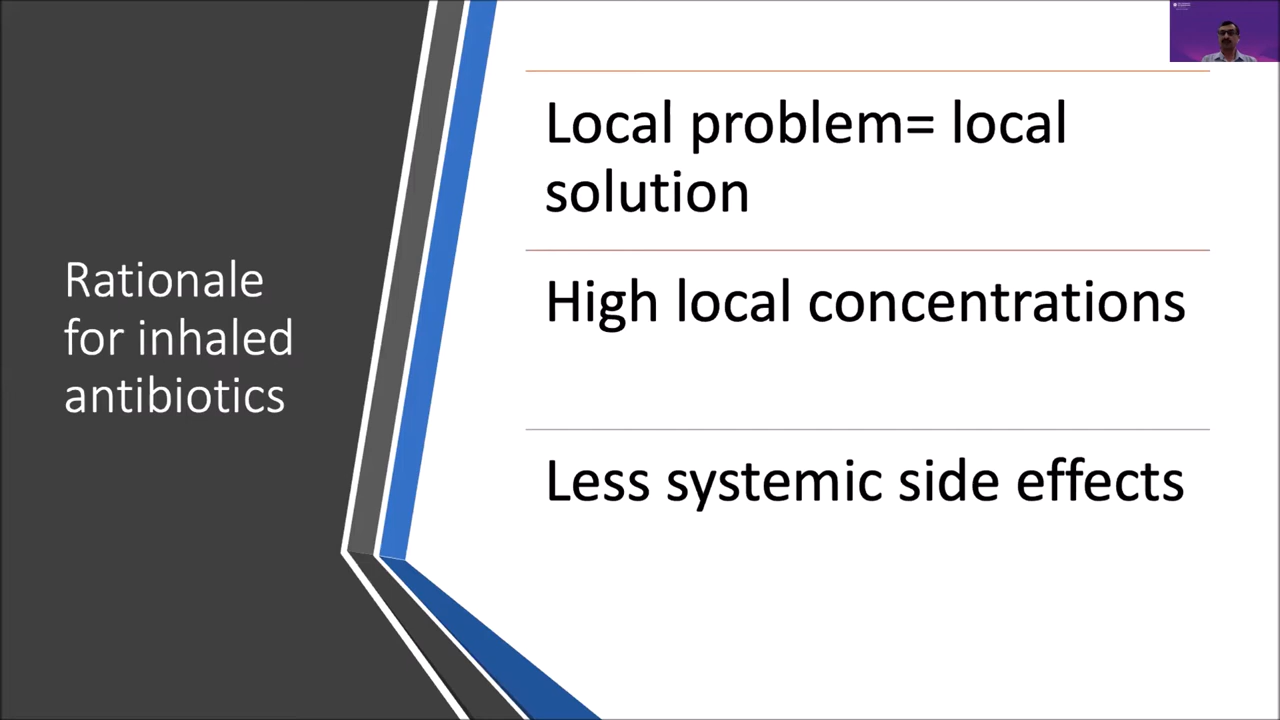 Rationale
for inhaled
antibiotics
Local problem= local
solution
High local concentrations
Less systemic side effects